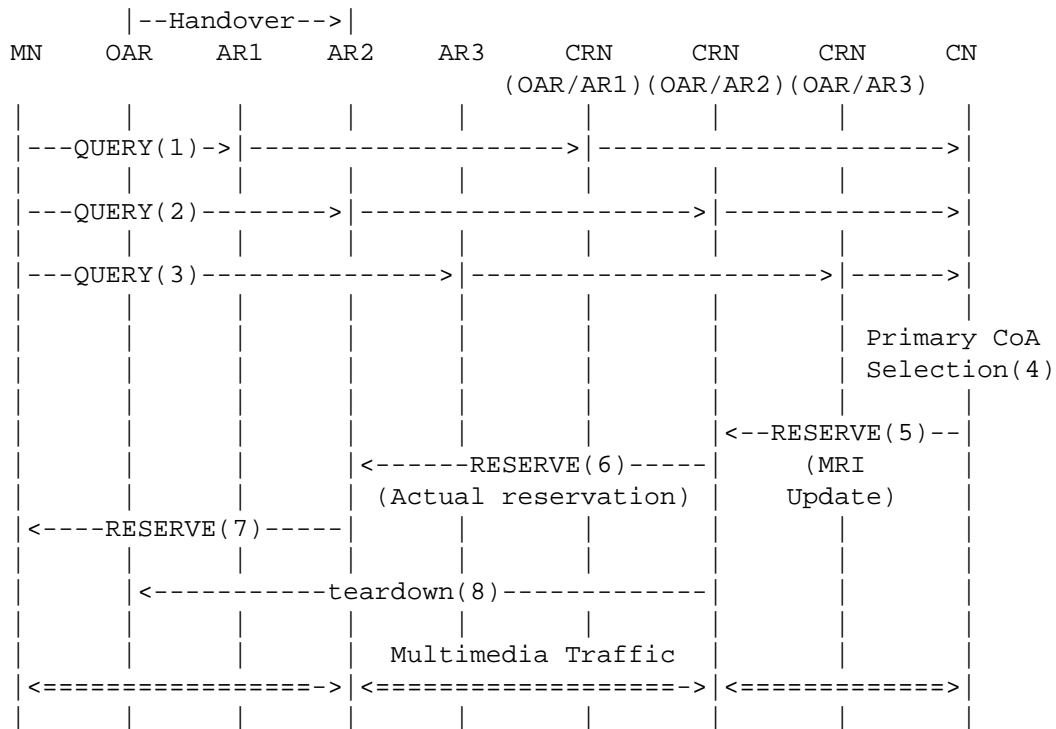 |--Handover-->|
MN OAR AR1 AR2 AR3 CRN CRN CRN CN
(OAR/AR1)(OAR/AR2)(OAR/AR3)
| | | | | | | | |
|---QUERY(1)->|------------------->|---------------------->|
| | | | | | | | |
|---QUERY(2)-------->|-------------------->|-------------->|
| | | | | | | | |
|---QUERY(3)--------------->|---------------------->|------>|
| | | | | | | | |
| | | | | | | | Primary CoA
| | | | | | | | Selection(4)
| | | | | | | | |
| | | | | | |<--RESERVE(5)--|
| | | |<------RESERVE(6)-----| (MRI |
| | | |(Actual reservation)| Update) |
|<----RESERVE(7)-----| | | | | |
| | | | | | | | |
| |<-----------teardown(8)-------------| | |
| | | | | | | | |
| | | | Multimedia Traffic | | |
|<=================->|<===================->|<=============>|
| | | | | | | | |